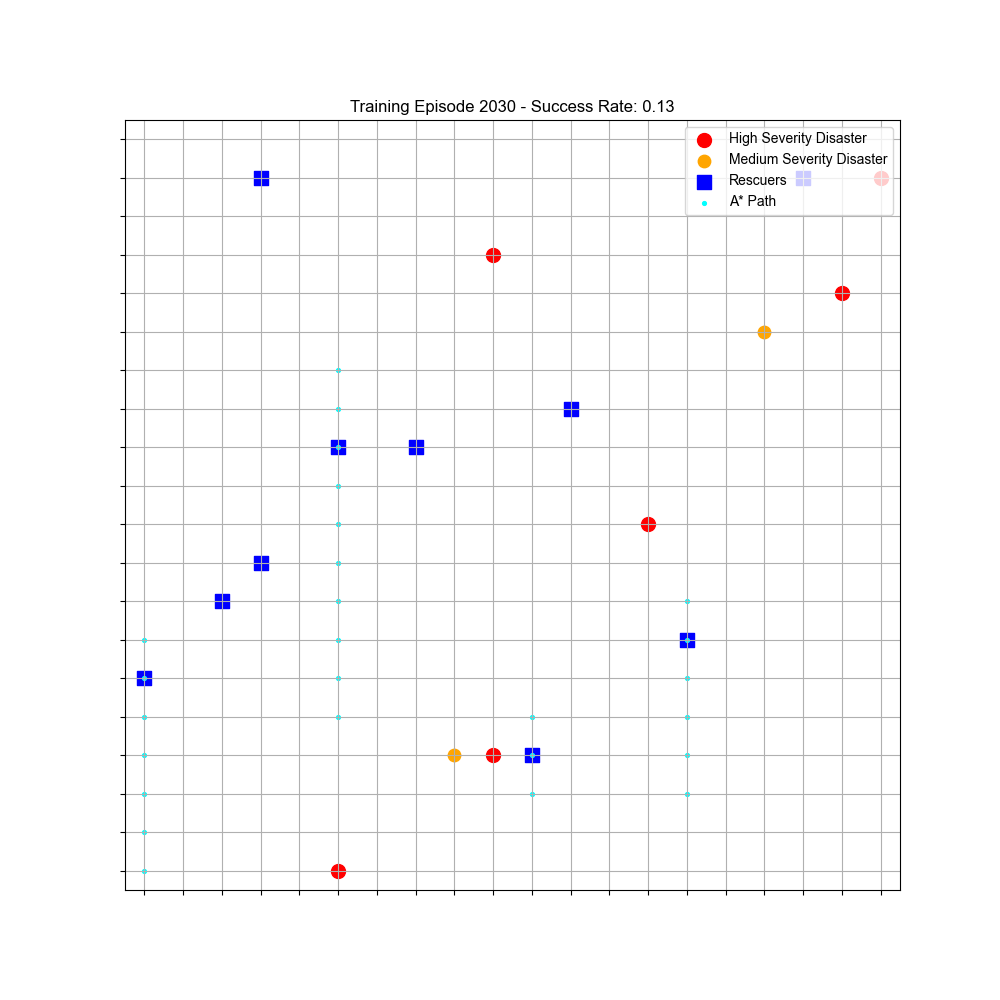 Training Episode 2030 - Success Rate: 0.13
High Severity Disaster
Medium Severity Disaster
Rescuers
A* Path